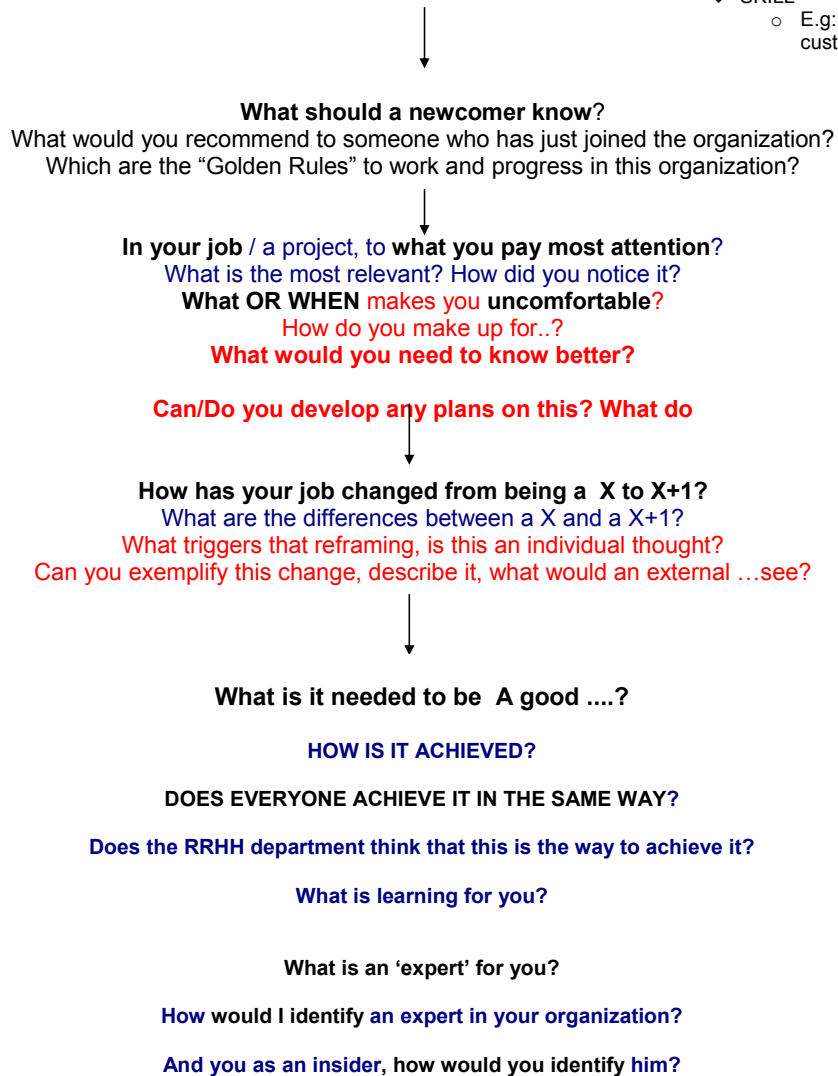 o E.g:
cust
What should a newcomer know?
What would you recommend to someone who has just joined the organization?
Which are the “Golden Rules” to work and progress in this organization?
In your job / a project, to what you pay most attention?
What is the most relevant? How did you notice it?
What OR WHEN makes you uncomfortable?
How do you make up for..?
What would you need to know better?
Can/Do you develop any plans on this? What do
How has your job changed from being a X to X+1?
What are the differences between a X and a X+1?
What triggers that reframing, is this an individual thought?
Can you exemplify this change, describe it, what would an external …see?
What is it needed to be A good ....?
HOW IS IT ACHIEVED?
DOES EVERYONE ACHIEVE IT IN THE SAME WAY?
Does the RRHH department think that this is the way to achieve it?
What is learning for you?
What is an ‘expert’ for you?
How would I identify an expert in your organization?
And you as an insider, how would you identify him?